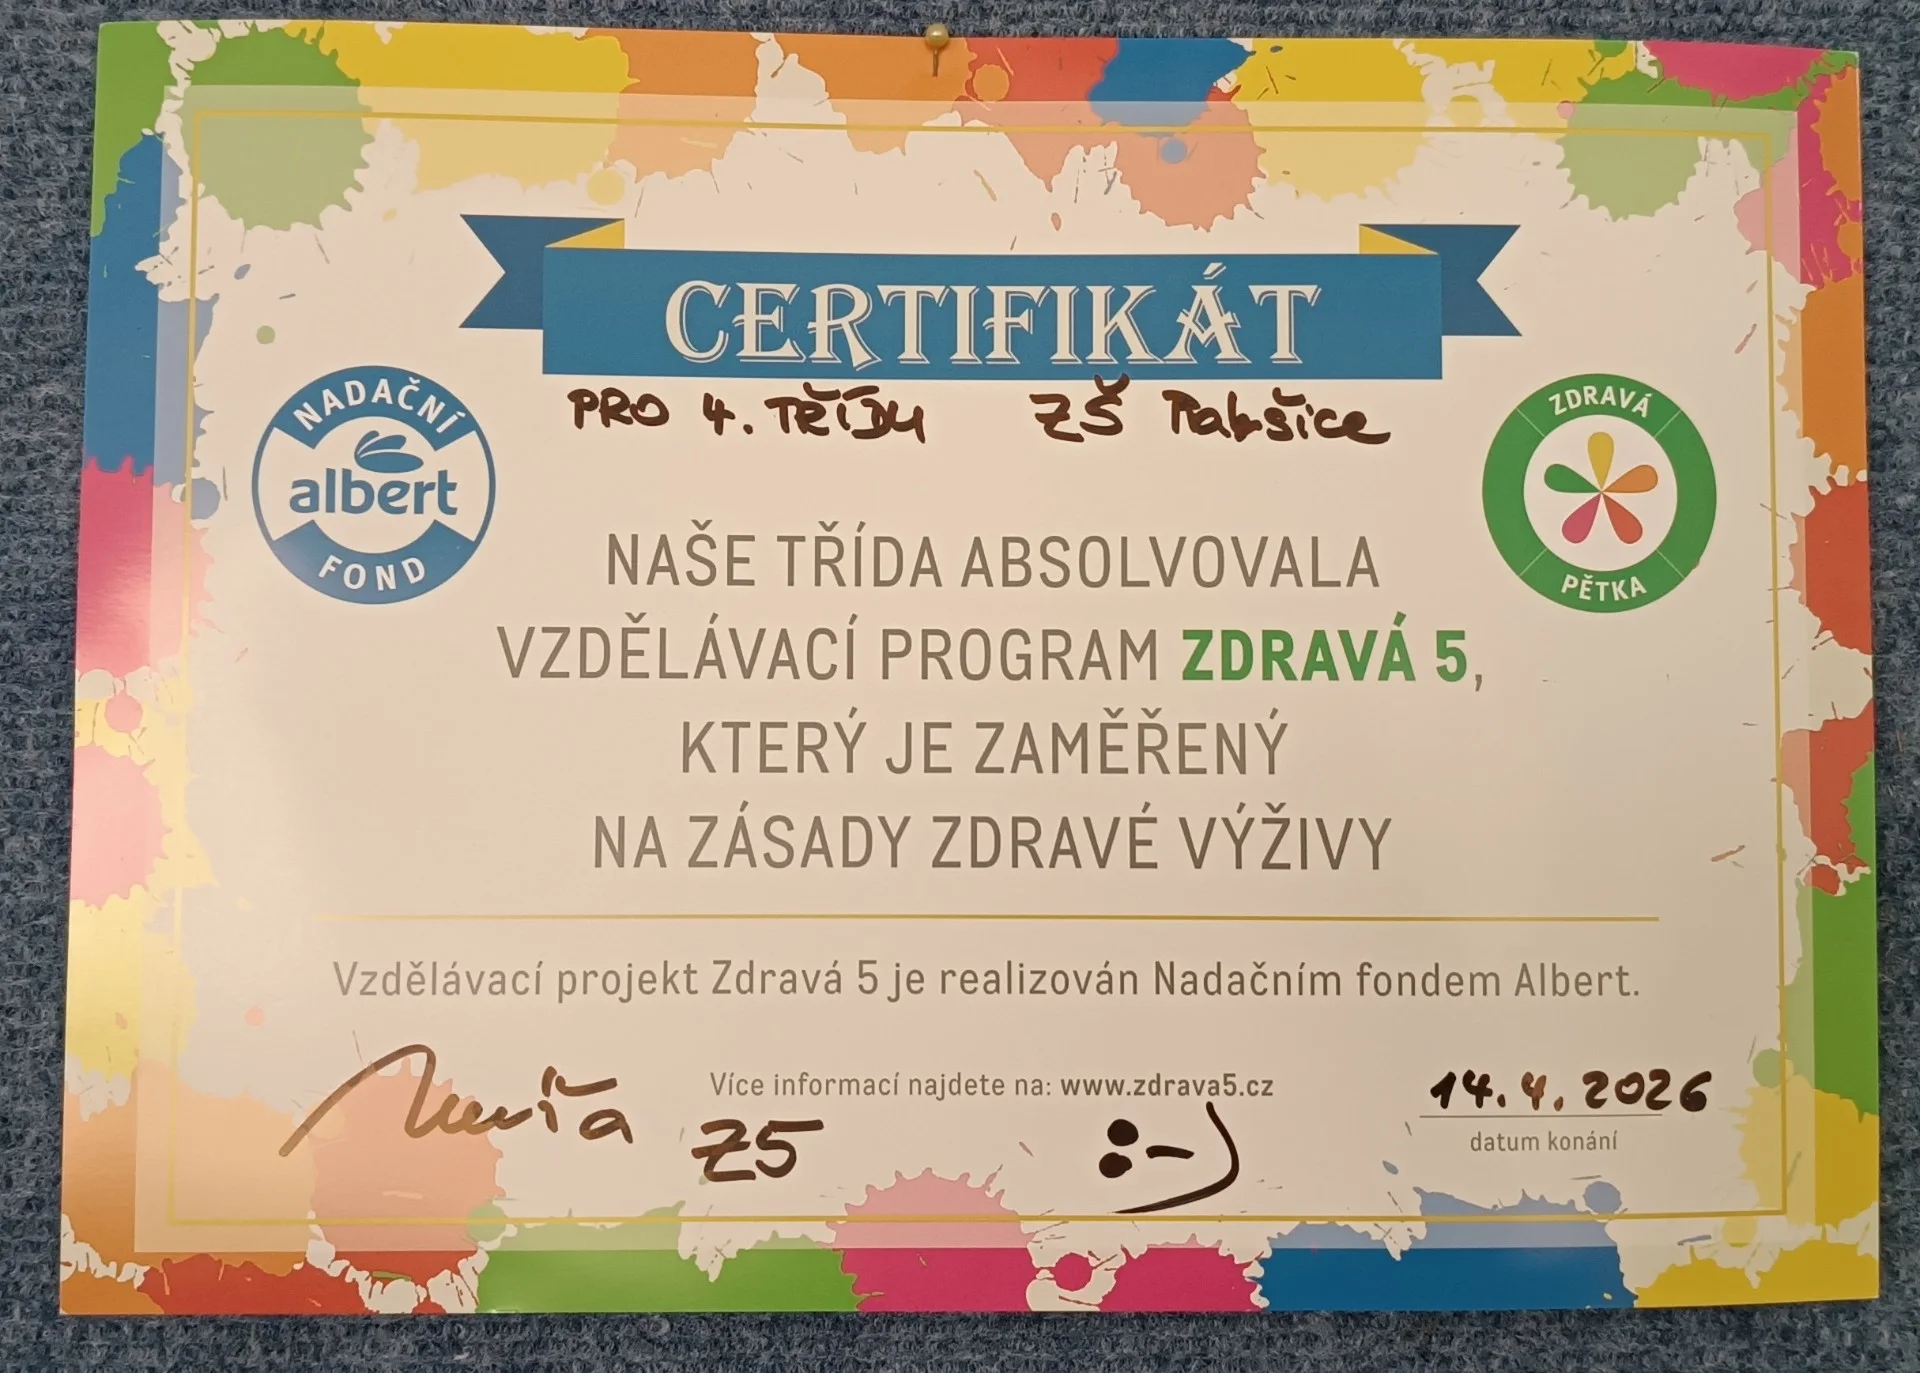 CERTIFIKÁT
PRO 4. TŘÍDU ZŠ Rakšice
NADAČNÍ
albert
FOND
ZDRAVÁ
PĚTKA
NAŠE TŘÍDA ABSOLVOVALA
VZDĚLÁVACÍ PROGRAM ZDRAVÁ 5,
KTERÝ JE ZAMĚŘENÝ
NA ZÁSADY ZDRAVÉ VÝŽIVY
Vzdělávací projekt Zdravá 5 je realizován Nadačním fondem Albert.
Více informací najdete na: www.zdrava5.cz
Z5 :-)
14.4.2026
datum konání